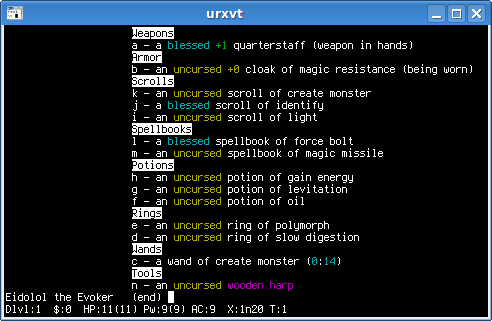 urxvt
Weapons
a - a blessed +1 quarterstaff (weapon in hands)
Armor
b - an uncursed +0 cloak of magic resistance (being worn)
Scrolls
k - an uncursed scroll of create monster
j - a blessed scroll of identify
i - an uncursed scroll of light
Spellbooks
l - a blessed spellbook of force bolt
m - an uncursed spellbook of magic missile
Potions
h - an uncursed potion of gain energy
g - an uncursed potion of levitation
f - an uncursed potion of oil
Rings
e - an uncursed ring of polymorph
d - an uncursed ring of slow digestion
Wands
c - a wand of create monster (0:14)
Tools
n - an uncursed wooden harp
Eidolol the Evoker (end)
Dlvl:1 $:0 HP:11(11) Pw:9(9) AC:9 X:1n20 T:1